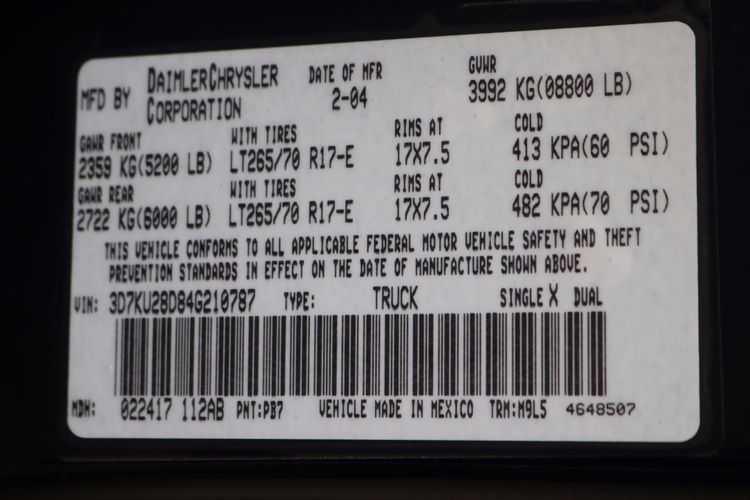 MFD BY DAIMLERCHRYSLER CORPORATION
DATE OF MFR 2-04
GVWR 3992 KG(08800 LB)
GAWR FRONT WITH TIRES RIMS AT COLD
2359 KG(5200 LB) LT265/70 R17-E 17X7.5 413 KPA(60 PSI)
GAWR REAR WITH TIRES RIMS AT COLD
2722 KG(6000 LB) LT265/70 R17-E 17X7.5 482 KPA(70 PSI)
THIS VEHICLE CONFORMS TO ALL APPLICABLE FEDERAL MOTOR VEHICLE SAFETY AND THEFT
PREVENTION STANDARDS IN EFFECT ON THE DATE OF MANUFACTURE SHOWN ABOVE.
VIN: 3D7KU28D84G210787 TYPE: TRUCK SINGLE X DUAL
MDH: 022417 112AB PNT:PB7 VEHICLE MADE IN MEXICO TRM:M9L5 4648507